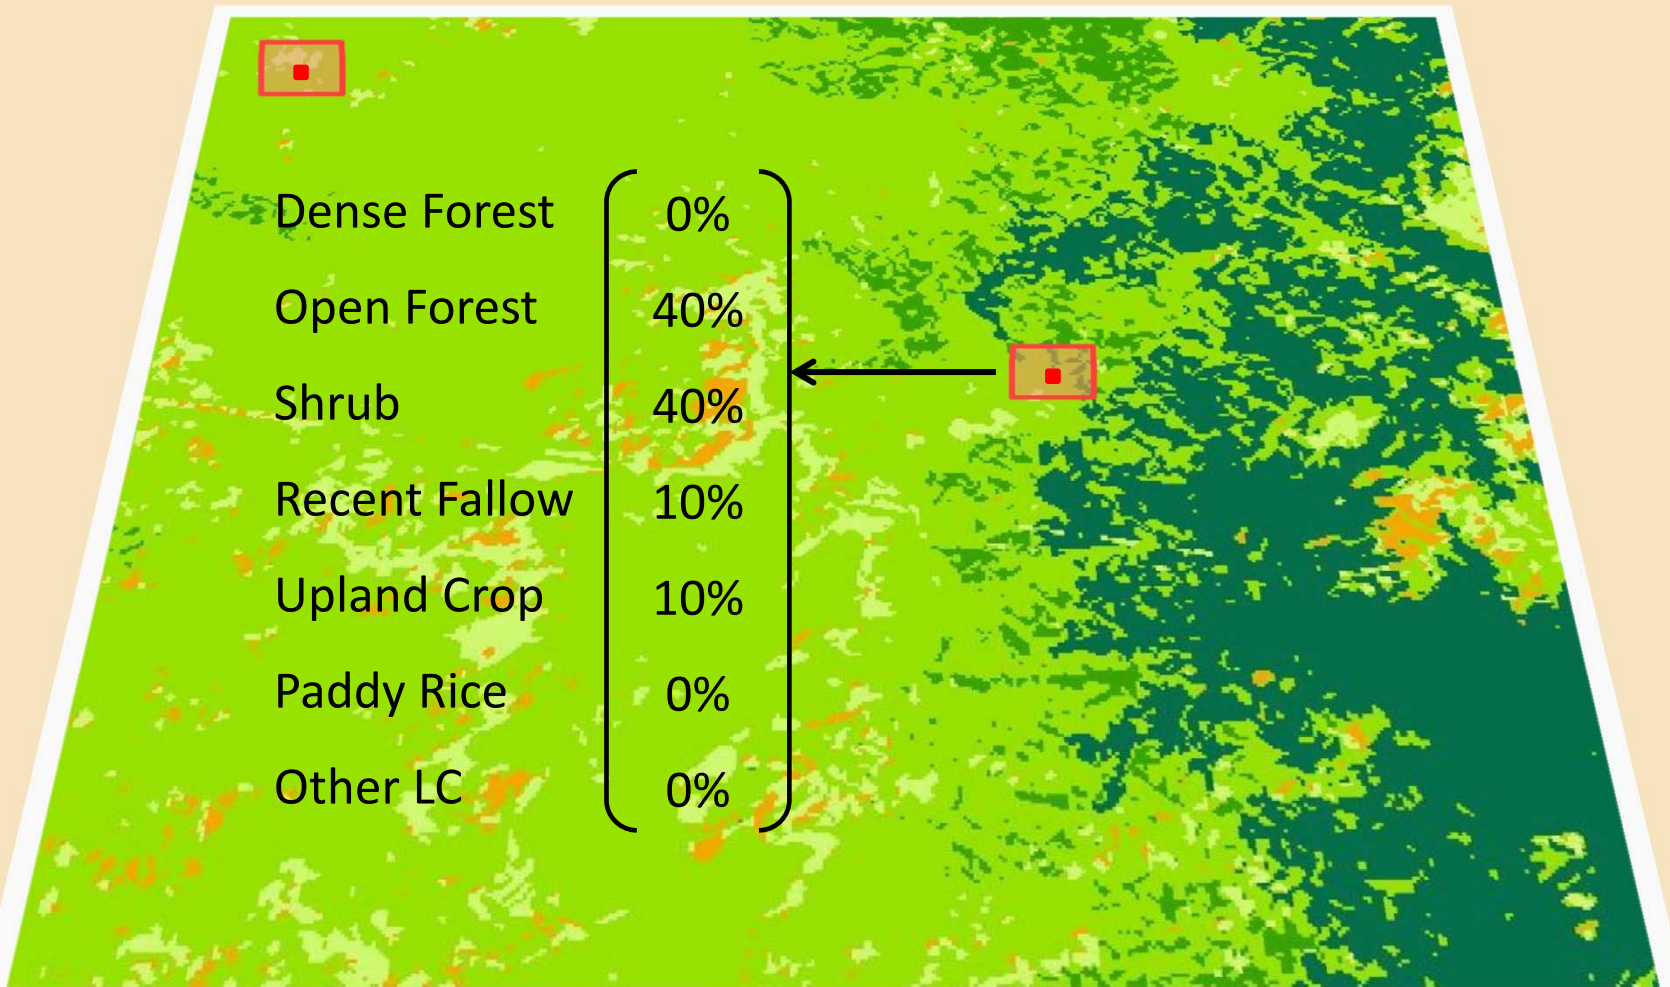 Dense Forest 0%
Open Forest 40%
Shrub 40%
Recent Fallow 10%
Upland Crop 10%
Paddy Rice 0%
Other LC 0%